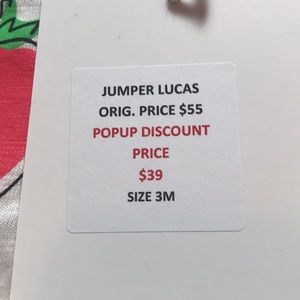 JUMPER LUCAS
ORIG. PRICE $55
POPUP DISCOUNT
PRICE
$39
SIZE 3M